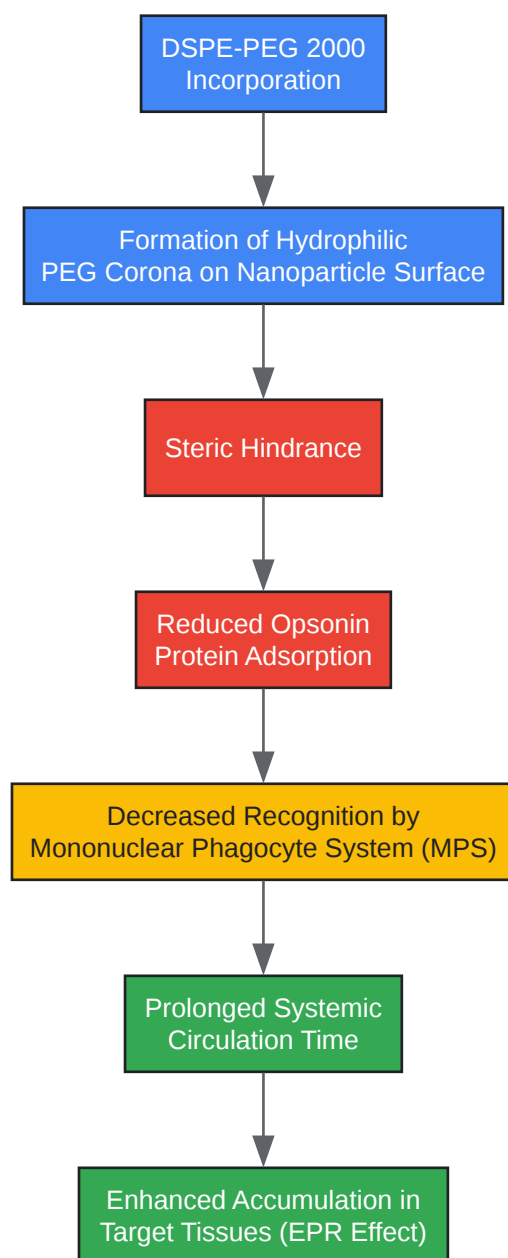 DSPE-PEG 2000
Incorporation
Formation of Hydrophilic
PEG Corona on Nanoparticle Surface
Steric Hindrance
Reduced Opsonin
Protein Adsorption
Decreased Recognition by
Mononuclear Phagocyte System (MPS)
Prolonged Systemic
Circulation Time
Enhanced Accumulation in
Target Tissues (EPR Effect)